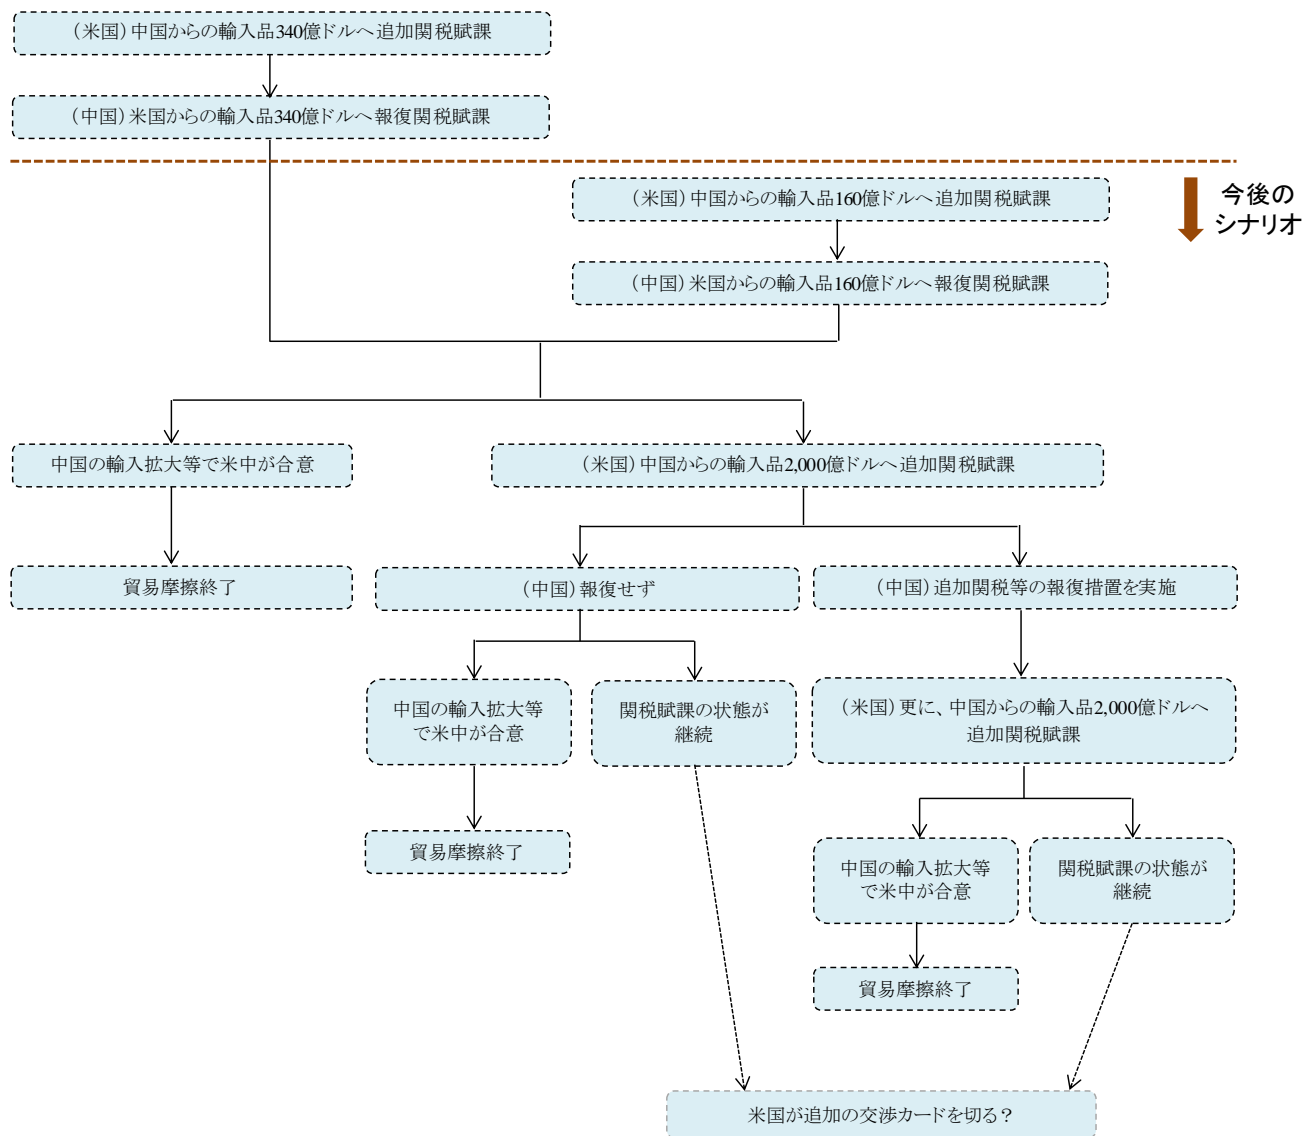 （米国）中国からの輸入品340億ドルへ追加関税賦課
（中国）米国からの輸入品340億ドルへ報復関税賦課
今後の
シナリオ
（米国）中国からの輸入品160億ドルへ追加関税賦課
（中国）米国からの輸入品160億ドルへ報復関税賦課
中国の輸入拡大等で米中が合意
（米国）中国からの輸入品2,000億ドルへ追加関税賦課
貿易摩擦終了
（中国）報復せず
（中国）追加関税等の報復措置を実施
中国の輸入拡大等
で米中が合意
関税賦課の状態が
継続
（米国）更に、中国からの輸入品2,000億ドルへ
追加関税賦課
貿易摩擦終了
中国の輸入拡大等
で米中が合意
関税賦課の状態が
継続
貿易摩擦終了
米国が追加の交渉カードを切る？